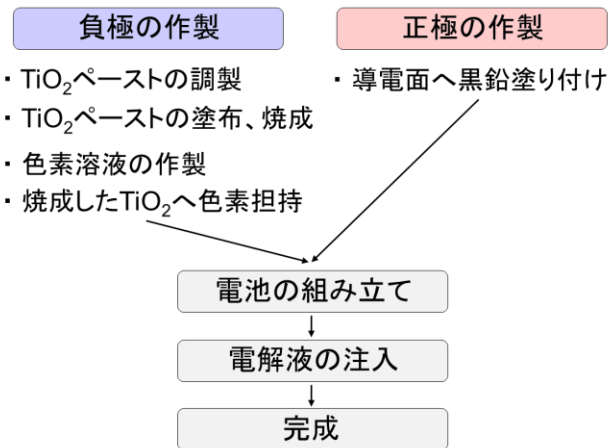 負極の作製
・TiO₂ペーストの調製
・TiO₂ペーストの塗布、焼成
・色素溶液の作製
・焼成したTiO₂へ色素担持
正極の作製
・導電面へ黒鉛塗り付け
電池の組み立て
電解液の注入
完成